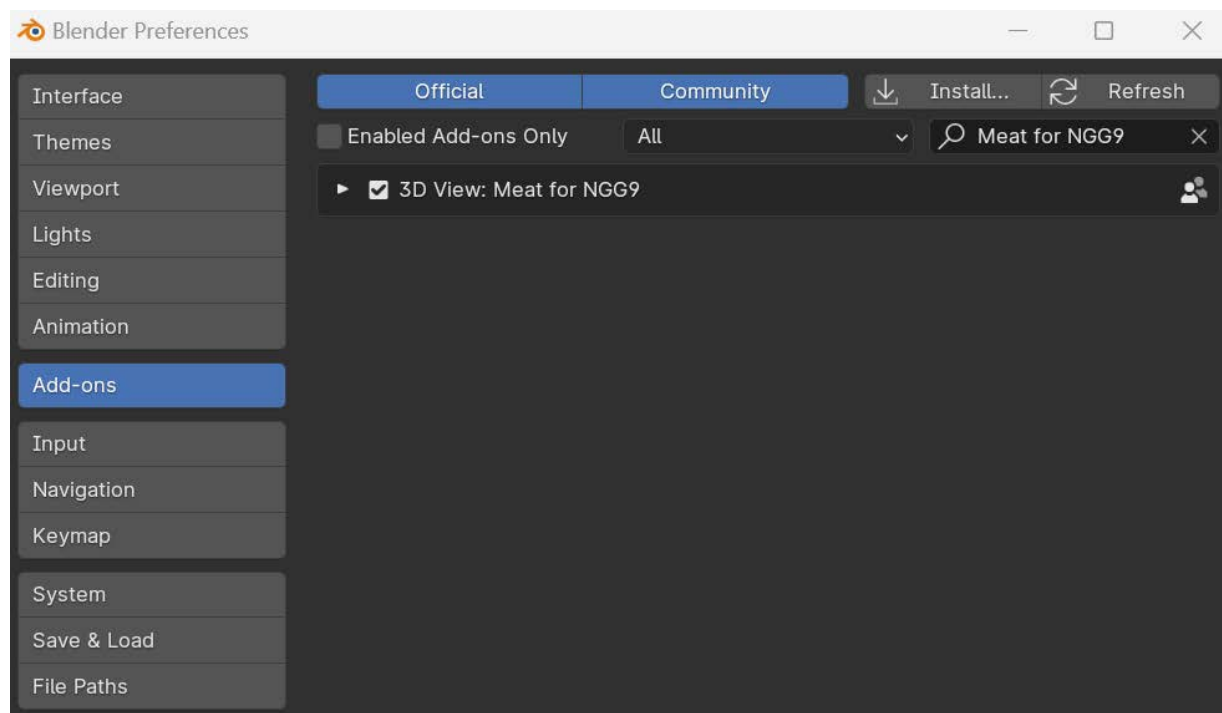 Blender Preferences
Interface
Themes
Viewport
Lights
Editing
Animation
Add-ons
Input
Navigation
Keymap
System
Save & Load
File Paths
Official Community Install... Refresh
Enabled Add-ons Only All Meat for NGG9
3D View: Meat for NGG9